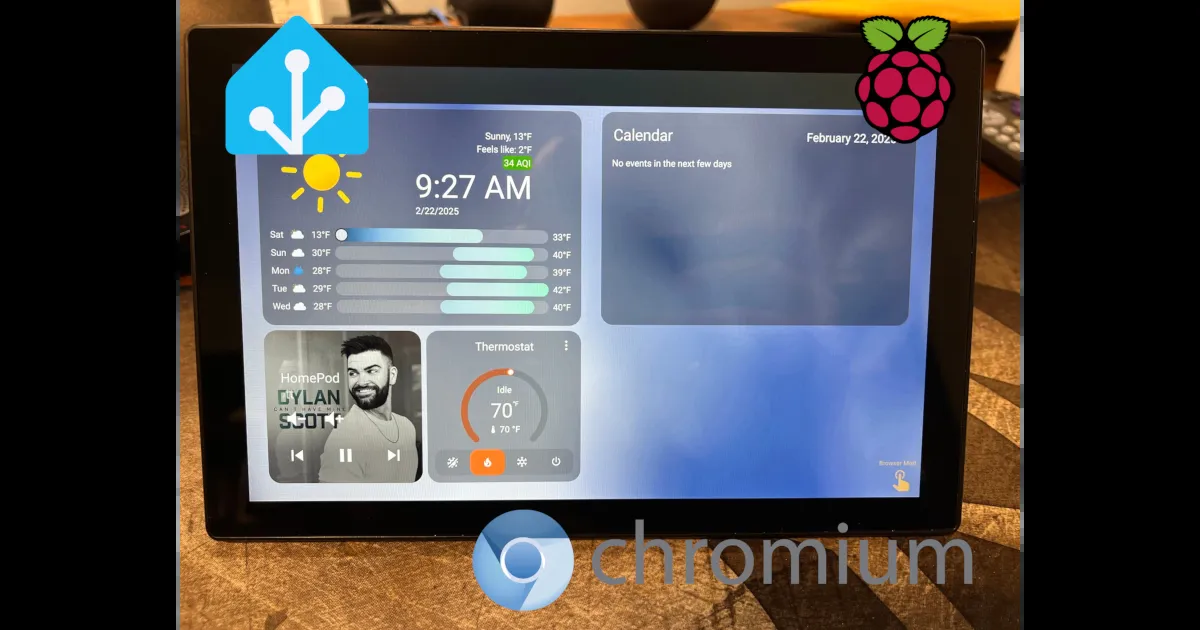 Sunny, 13°F
Feels like: 2°F
34 AQI
9:27 AM
2/22/2025
Sat 13°F 33°F
Sun 30°F 40°F
Mon 28°F 39°F
Tue 29°F 42°F
Wed 28°F 40°F
Calendar
February 22, 202
No events in the next few days
HomePod
DYLAN
CAN'T HAVE MINE
SCOTT
Thermostat
Idle
70°F
70 °F
Browser Mod
chromium